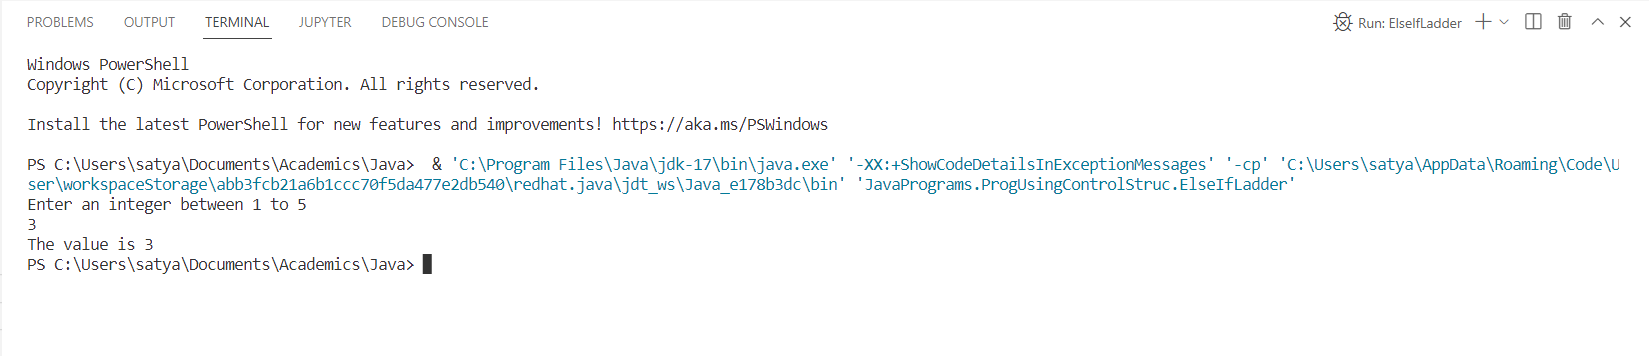 PROBLEMS OUTPUT TERMINAL JUPYTER DEBUG CONSOLE Run: ElseIfLadder
Windows PowerShell
Copyright (C) Microsoft Corporation. All rights reserved.
Install the latest PowerShell for new features and improvements! https://aka.ms/PSWindows
PS C:\Users\satya\Documents\Academics\Java>  & 'C:\Program Files\Java\jdk-17\bin\java.exe' '-XX:+ShowCodeDetailsInExceptionMessages' '-cp' 'C:\Users\satya\AppData\Roaming\Code\U
ser\workspaceStorage\abb3fcb21a6b1ccc70f5da477e2db540\redhat.java\jdt_ws\Java_e178b3dc\bin' 'JavaPrograms.ProgUsingControlStruc.ElseIfLadder'
Enter an integer between 1 to 5
3
The value is 3
PS C:\Users\satya\Documents\Academics\Java>